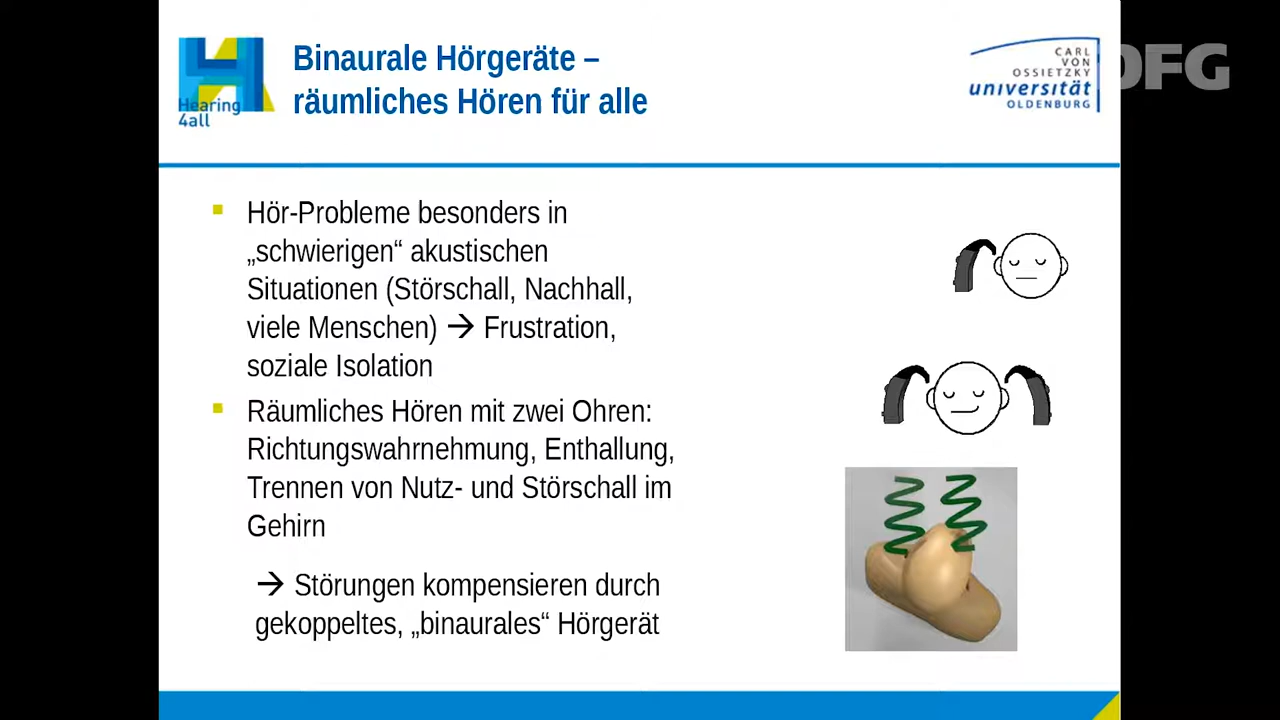 Binaurale Hörgeräte –
räumliches Hören für alle
Hearing
4all
CARL
VON
OSSIETZKY
universität
OLDENBURG
DFG
Hör-Probleme besonders in
„schwierigen“ akustischen
Situationen (Störschall, Nachhall,
viele Menschen) → Frustration,
soziale Isolation
Räumliches Hören mit zwei Ohren:
Richtungswahrnehmung, Enthallung,
Trennen von Nutz- und Störschall im
Gehirn
→ Störungen kompensieren durch
gekoppeltes, „binaurales“ Hörgerät